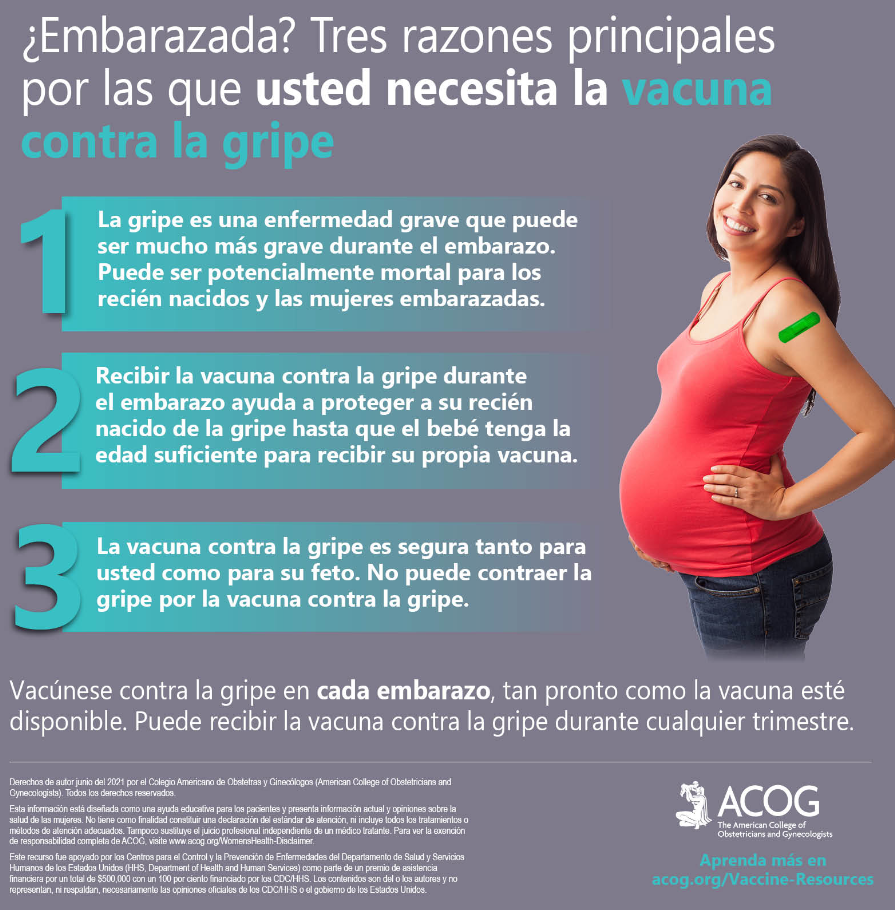 ¿Embarazada? Tres razones principales
por las que usted necesita la vacuna
contra la gripe
1
La gripe es una enfermedad grave que puede
ser mucho más grave durante el embarazo.
Puede ser potencialmente mortal para los
recién nacidos y las mujeres embarazadas.
2
Recibir la vacuna contra la gripe durante
el embarazo ayuda a proteger a su recién
nacido de la gripe hasta que el bebé tenga la
edad suficiente para recibir su propia vacuna.
3
La vacuna contra la gripe es segura tanto para
usted como para su feto. No puede contraer la
gripe por la vacuna contra la gripe.
Vacúnese contra la gripe en cada embarazo, tan pronto como la vacuna esté
disponible. Puede recibir la vacuna contra la gripe durante cualquier trimestre.
Derechos de autor junio del 2021 por el Colegio Americano de Obstetras y Ginecólogos (American College of Obstetricians and
Gynecologists). Todos los derechos reservados.
Esta información está diseñada como una ayuda educativa para los pacientes y presenta información actual y opiniones sobre la
salud de las mujeres. No tiene como finalidad constituir una declaración del estándar de atención, ni incluye todos los tratamientos o
métodos de atención adecuados. Tampoco sustituye el juicio profesional independiente de un médico tratante. Para ver la exención
de responsabilidad completa de ACOG, visite www.acog.org/WomensHealth-Disclaimer.
Este recurso fue apoyado por los Centros para el Control y la Prevención de Enfermedades del Departamento de Salud y Servicios
Humanos de los Estados Unidos (HHS, Department of Health and Human Services) como parte de un premio de asistencia
financiera por un total de $500,000 con un 100 por ciento financiado por los CDC/HHS. Los contenidos son del o los autores y no
representan, ni respaldan, necesariamente las opiniones oficiales de los CDC/HHS o el gobierno de los Estados Unidos.
ACOG
The American College of
Obstetricians and Gynecologists
Aprenda más en
acog.org/Vaccine-Resources